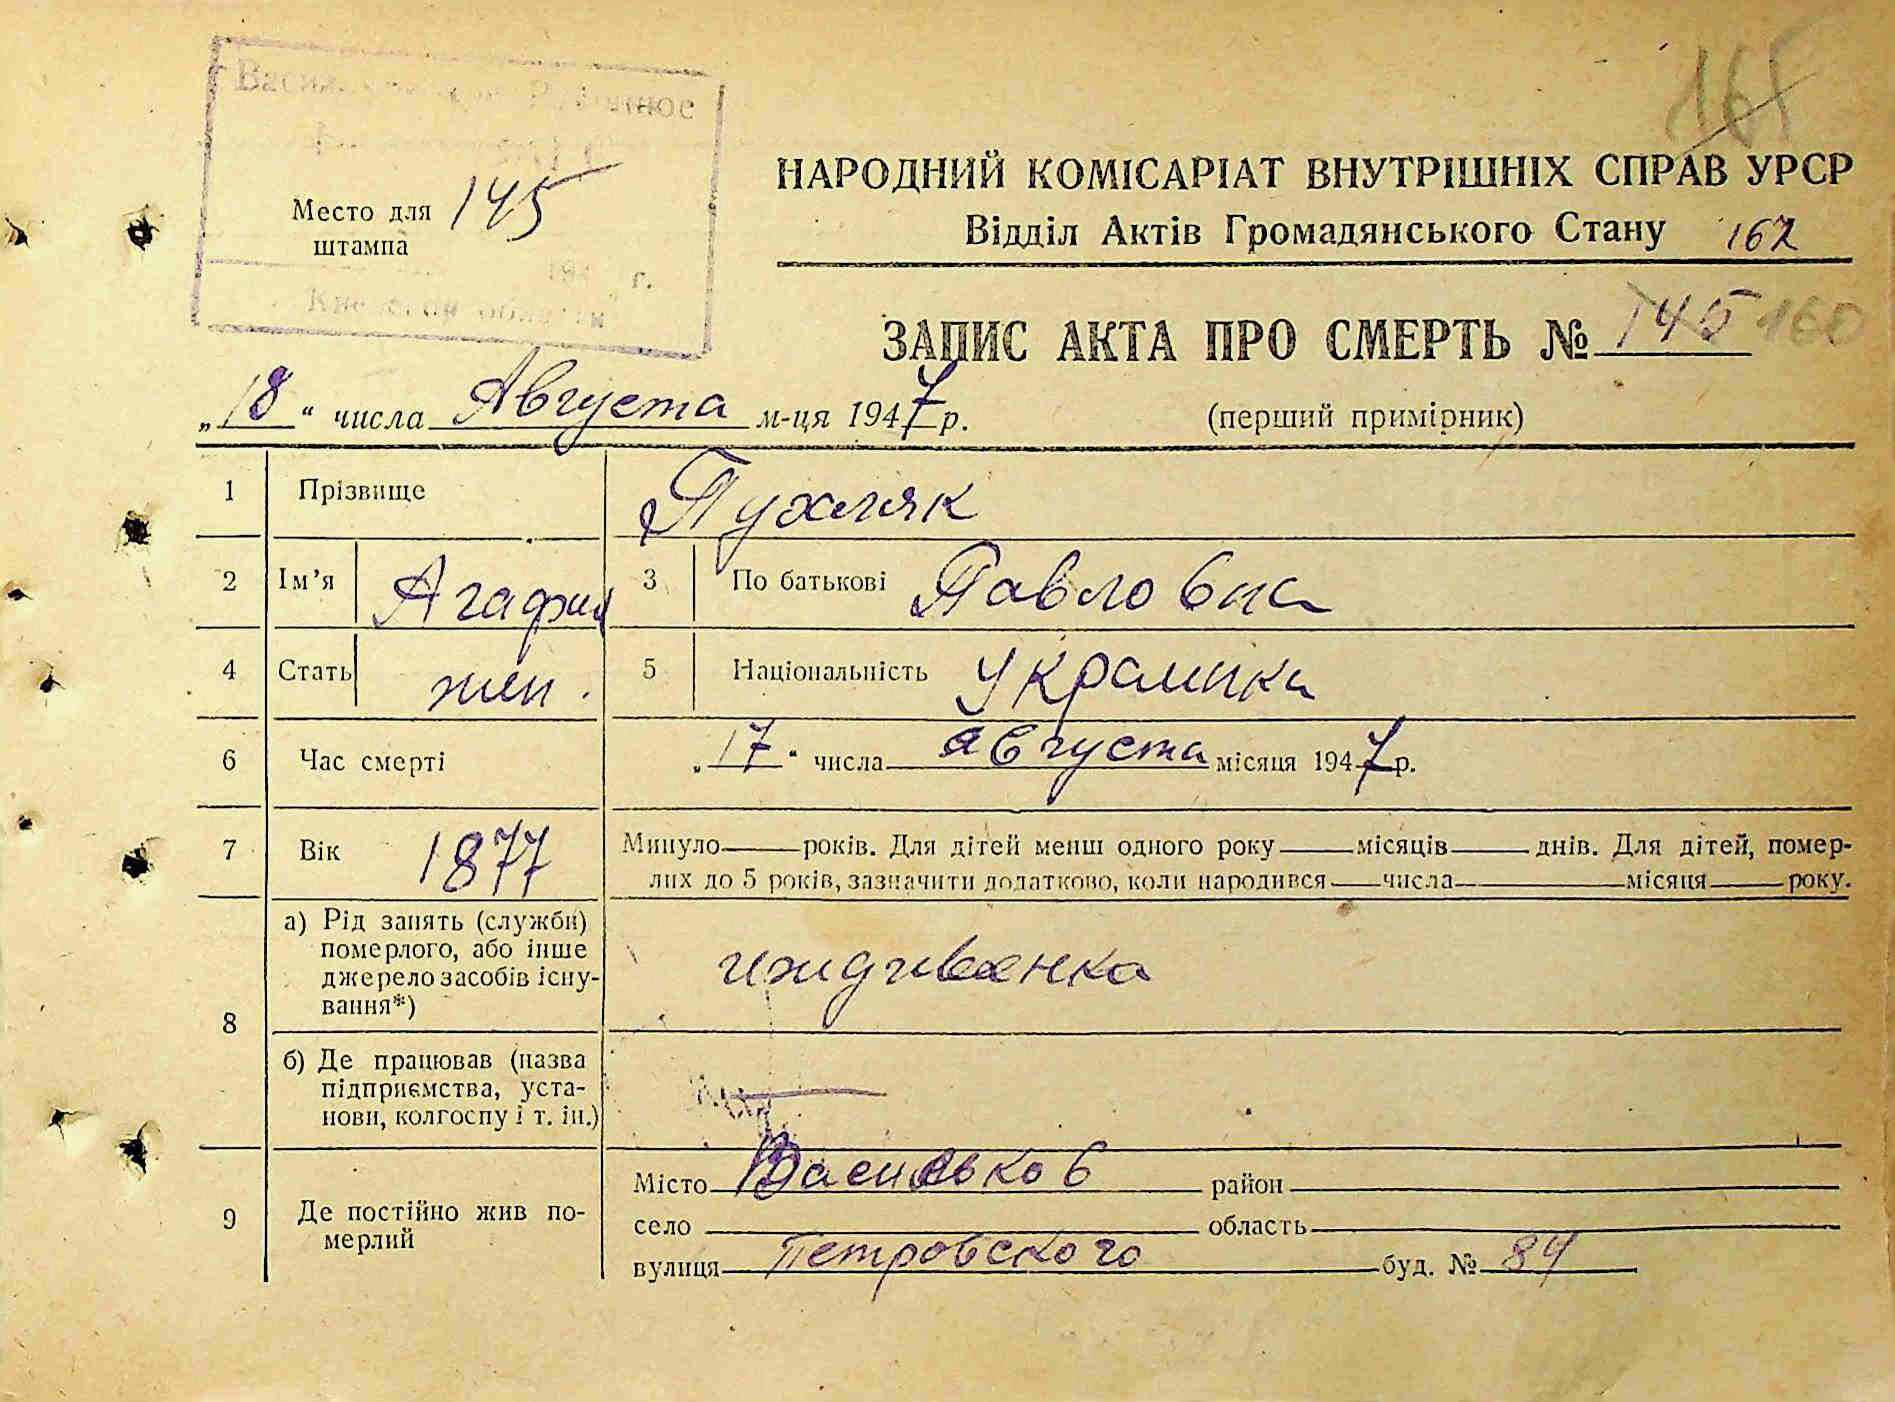 145
Место для
штампа
г.
165
НАРОДНИЙ КОМІСАРІАТ ВНУТРІШНІХ СПРАВ УРСР
Відділ Актів Громадянського Стану 162
ЗАПИС АКТА ПРО СМЕРТЬ № 145 160
„18“ числа Августа м-ця 1947 р.
(перший примірник)
1 Прізвище Пухляк
2 Ім’я Агафия 3 По батькові Павловна
4 Стать жен. 5 Національність Украинка
6 Час смерті „17“ числа августа місяця 1947 р.
7 Вік 1877 Минуло років. Для дітей менш одного року місяців днів. Для дітей, помер-
лих до 5 років, зазначити додатково, коли народився числа місяця року.
8 а) Рід занять (служби)
померлого, або інше
джерело засобів існу-
вання*)
иждивенка
б) Де працював (назва
підприємства, уста-
нови, колгоспу і т. ін.)
9 Де постійно жив по-
мерлий
Місто Васильков район
село область
вулиця Петровского буд. № 84